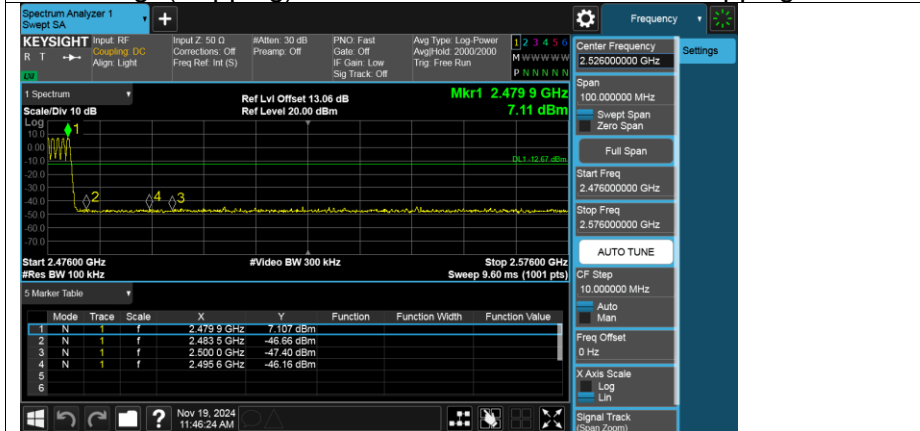 Spectrum Analyzer 1
Swept SA
+
Frequency
KEYSIGHT
R T
Input: RF
Coupling: DC
Align: Light
Input Z: 50 Ω
Corrections: Off
Freq Ref: Int (S)
#Atten: 30 dB
Preamp: Off
PNO: Fast
Gate: Off
IF Gain: Low
Sig Track: Off
Avg Type: Log-Power
Avg|Hold: 2000/2000
Trig: Free Run
1 2 3 4 5 6
M W W W W W
P N N N N N
Center Frequency
2.526000000 GHz
Settings
Span
100.000000 MHz
Swept Span
Zero Span
Full Span
Start Freq
2.476000000 GHz
Stop Freq
2.576000000 GHz
AUTO TUNE
CF Step
10.000000 MHz
Auto
Man
Freq Offset
0 Hz
X Axis Scale
Log
Lin
Signal Track
(Span Zoom)
1 Spectrum
Scale/Div 10 dB
Ref Lvl Offset 13.06 dB
Ref Level 20.00 dBm
Mkr1 2.479 9 GHz
7.11 dBm
Log
10.0
0.00
-10.0
-20.0
-30.0
-40.0
-50.0
-60.0
-70.0
1
2
4
3
DL1 -12.67 dBm
Start 2.47600 GHz
#Video BW 300 kHz
Stop 2.57600 GHz
#Res BW 100 kHz
Sweep 9.60 ms (1001 pts)
5 Marker Table
Mode Trace Scale X Y Function Function Width Function Value
1 N 1 f 2.479 9 GHz 7.107 dBm
2 N 1 f 2.483 5 GHz -46.66 dBm
3 N 1 f 2.500 0 GHz -47.40 dBm
4 N 1 f 2.495 6 GHz -46.16 dBm
5
6
?
Nov 19, 2024
11:46:24 AM